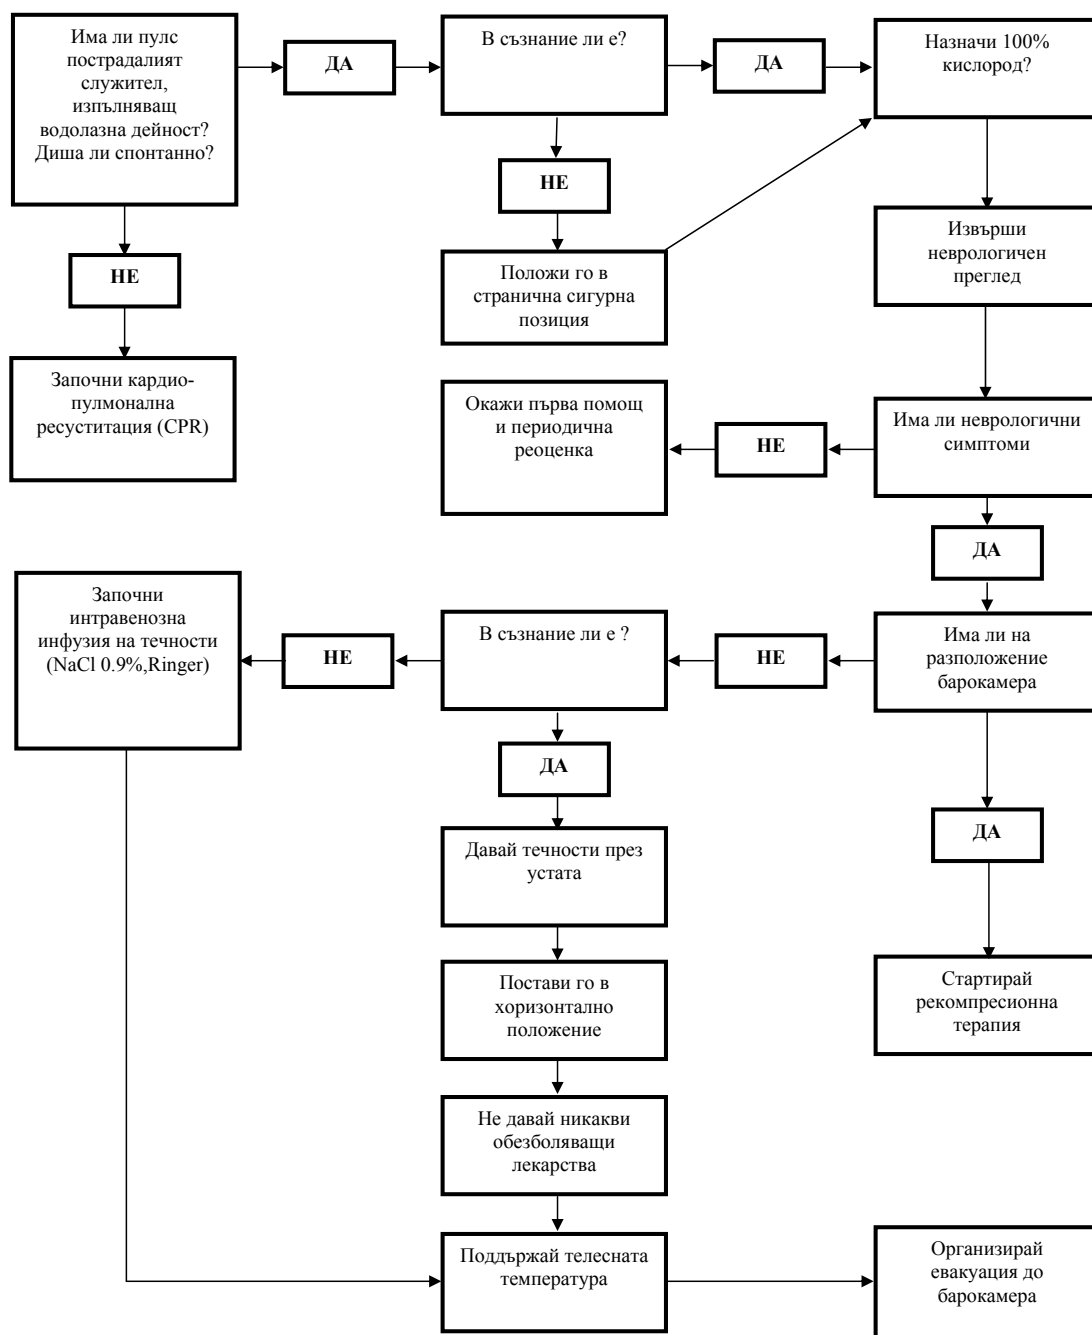 Има ли пулс
пострадалият
служител,
изпълняващ
водолазна дейност?
Диша ли спонтанно?
ДА
В съзнание ли е?
ДА
Назначи 100%
кислород?
НЕ
НЕ
Положи го в
странична сигурна
позиция
Извърши
неврологичен
преглед
Започни кардио-
пулмонална
ресуститация (CPR)
Окажи първа помощ
и периодична
реоценка
НЕ
Има ли неврологични
симптоми
ДА
Започни
интравенозна
инфузия на течности
(NaCl 0.9%,Ringer)
НЕ
В съзнание ли е ?
НЕ
Има ли на
разположение
барокамера
ДА
ДА
Давай течности през
устата
Постави го в
хоризонтално
положение
Стартирай
рекомпресионна
терапия
Не давай никакви
обезболяващи
лекарства
Поддържай телесната
температура
Организирай
евакуация до
барокамера